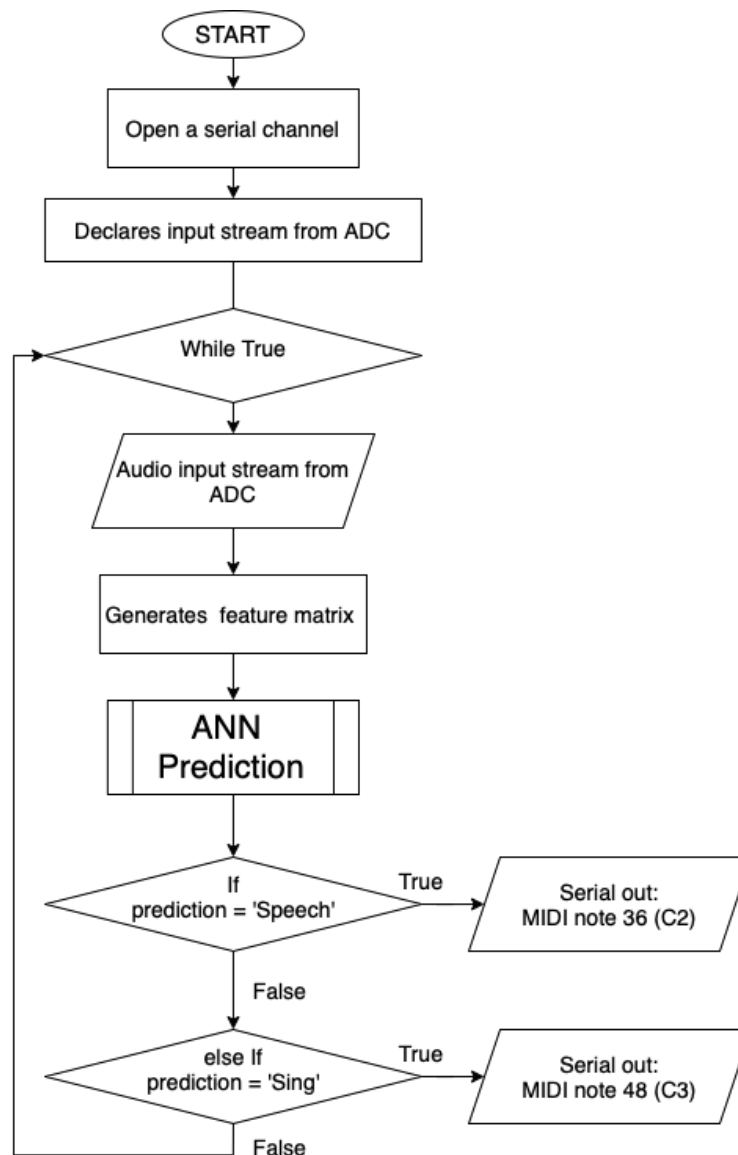 START
Open a serial channel
Declares input stream from ADC
While True
Audio input stream from
ADC
Generates feature matrix
ANN
Prediction
If
prediction = 'Speech'
True
Serial out:
MIDI note 36 (C2)
False
else If
prediction = 'Sing'
True
Serial out:
MIDI note 48 (C3)
False